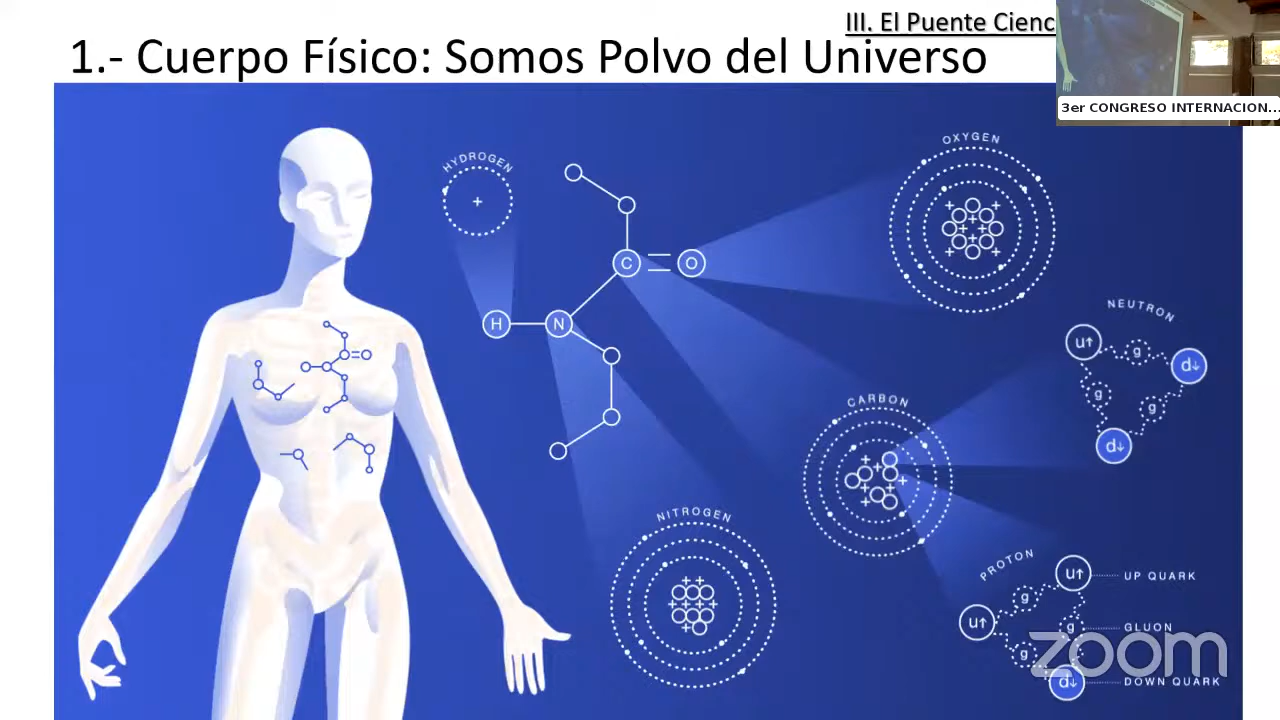 III. El Puente Cienc
1.- Cuerpo Físico: Somos Polvo del Universo
3er CONGRESO INTERNACION...
HYDROGEN
+
OXYGEN
C
O
H
N
NEUTRON
u↑
g
d↓
g
g
d↓
CARBON
NITROGEN
PROTON
u↑
UP QUARK
g
u↑
g
GLUON
g
zoom
d↓
DOWN QUARK